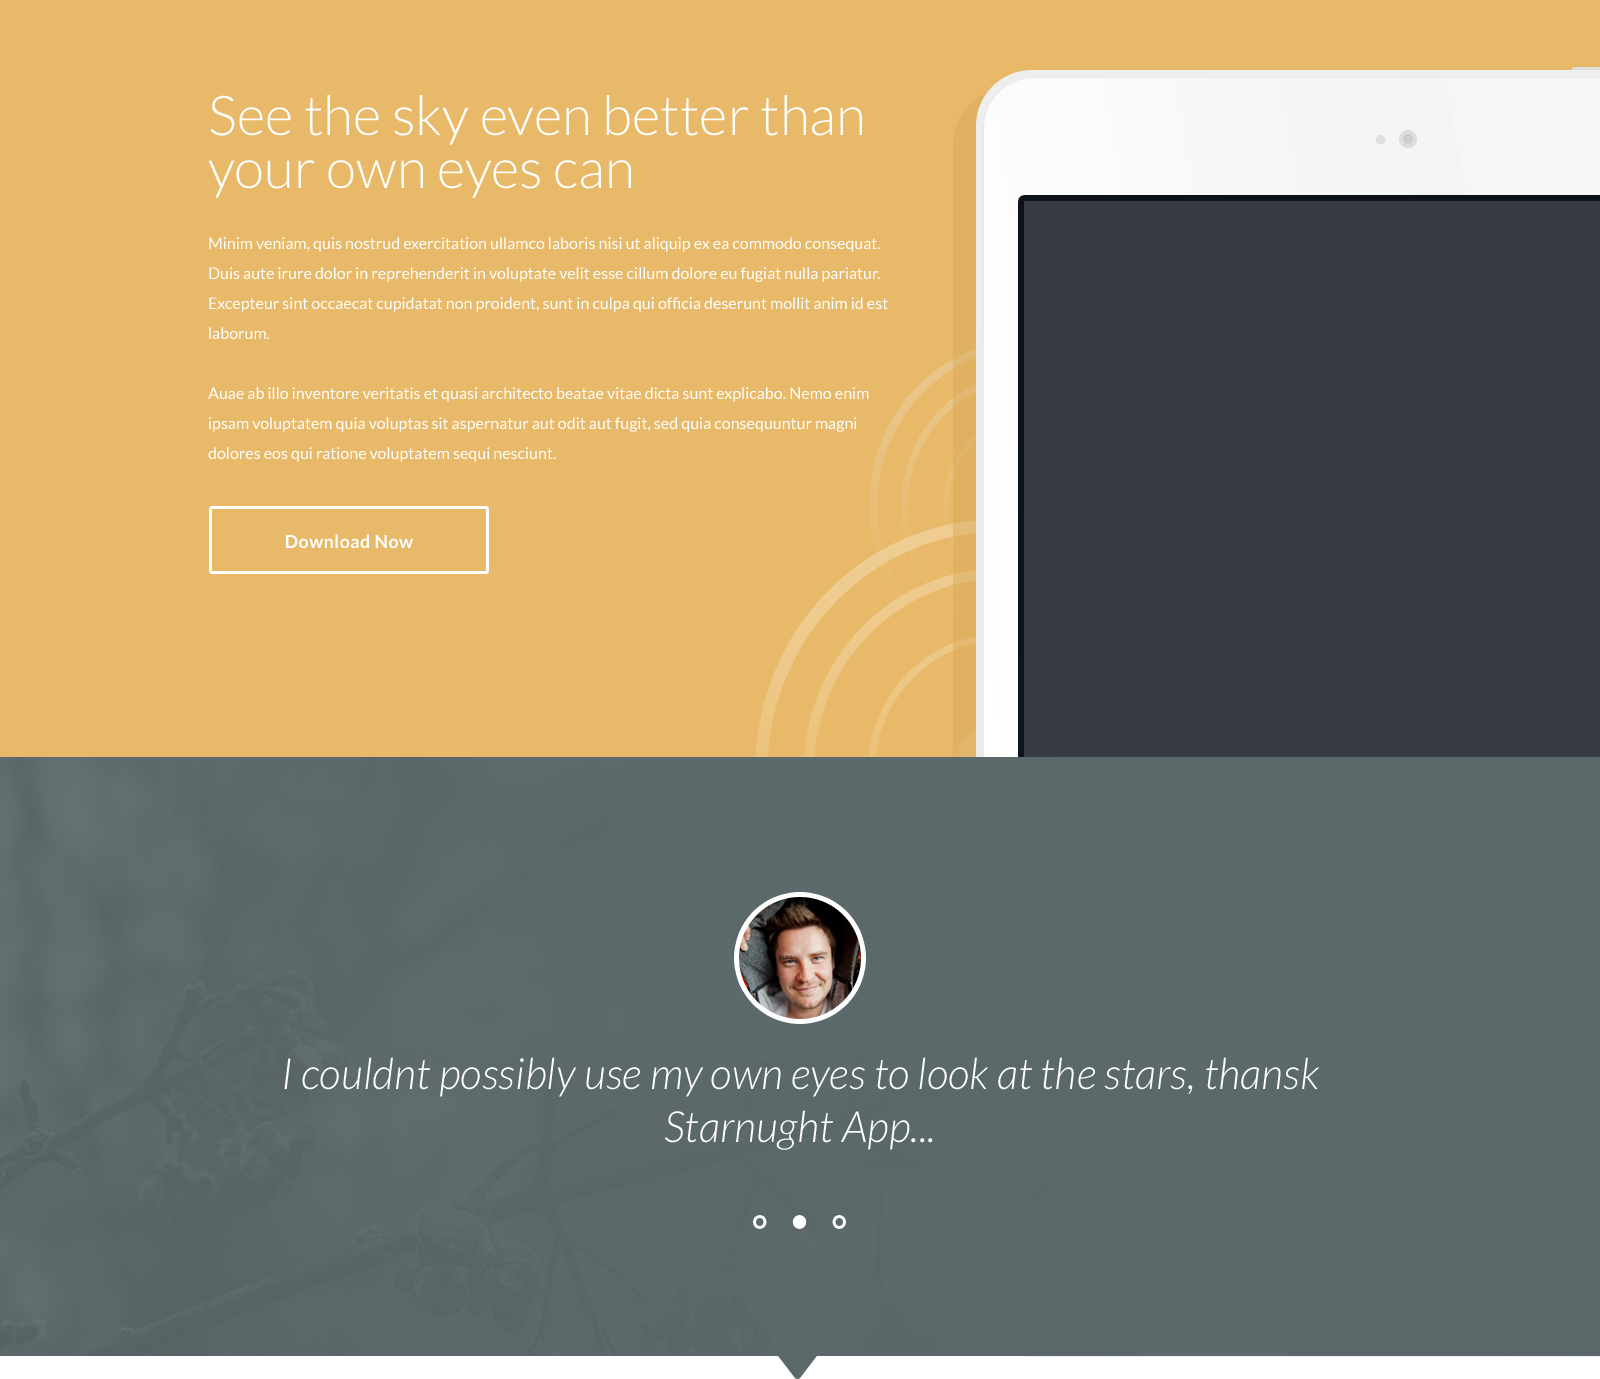 See the sky even better than
your own eyes can
Minim veniam, quis nostrud exercitation ullamco laboris nisi ut aliquip ex ea commodo consequat.
Duis aute irure dolor in reprehenderit in voluptate velit esse cillum dolore eu fugiat nulla pariatur.
Excepteur sint occaecat cupidatat non proident, sunt in culpa qui officia deserunt mollit anim id est
laborum.
Auae ab illo inventore veritatis et quasi architecto beatae vitae dicta sunt explicabo. Nemo enim
ipsam voluptatem quia voluptas sit aspernatur aut odit aut fugit, sed quia consequuntur magni
dolores eos qui ratione voluptatem sequi nesciunt.
Download Now
I couldnt possibly use my own eyes to look at the stars, thansk
Starnught App...